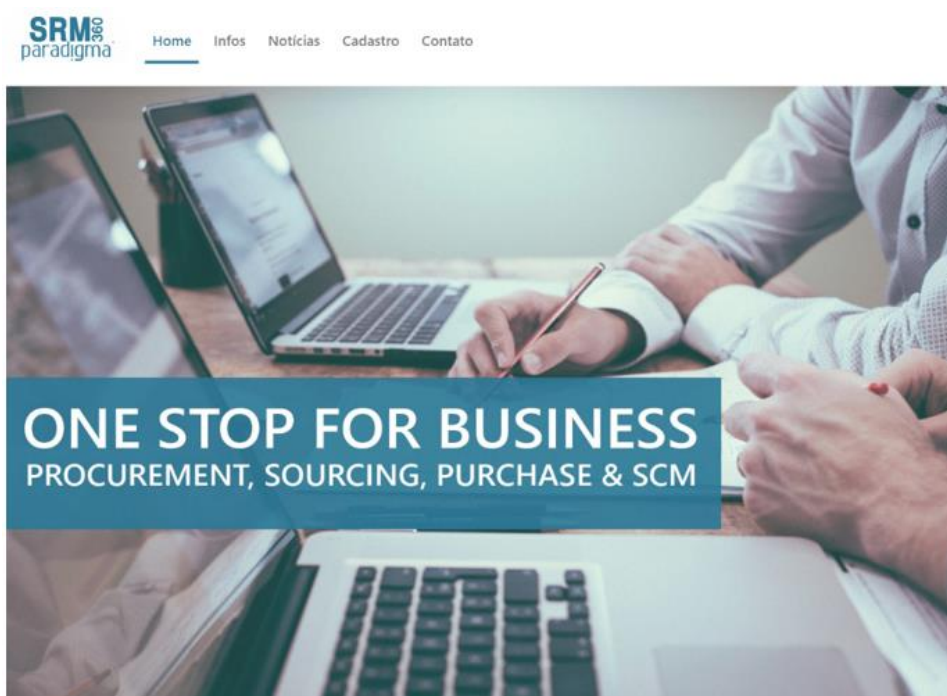 SRM360
paradigma
Home Infos Notícias Cadastro Contato
ONE STOP FOR BUSINESS
PROCUREMENT, SOURCING, PURCHASE & SCM